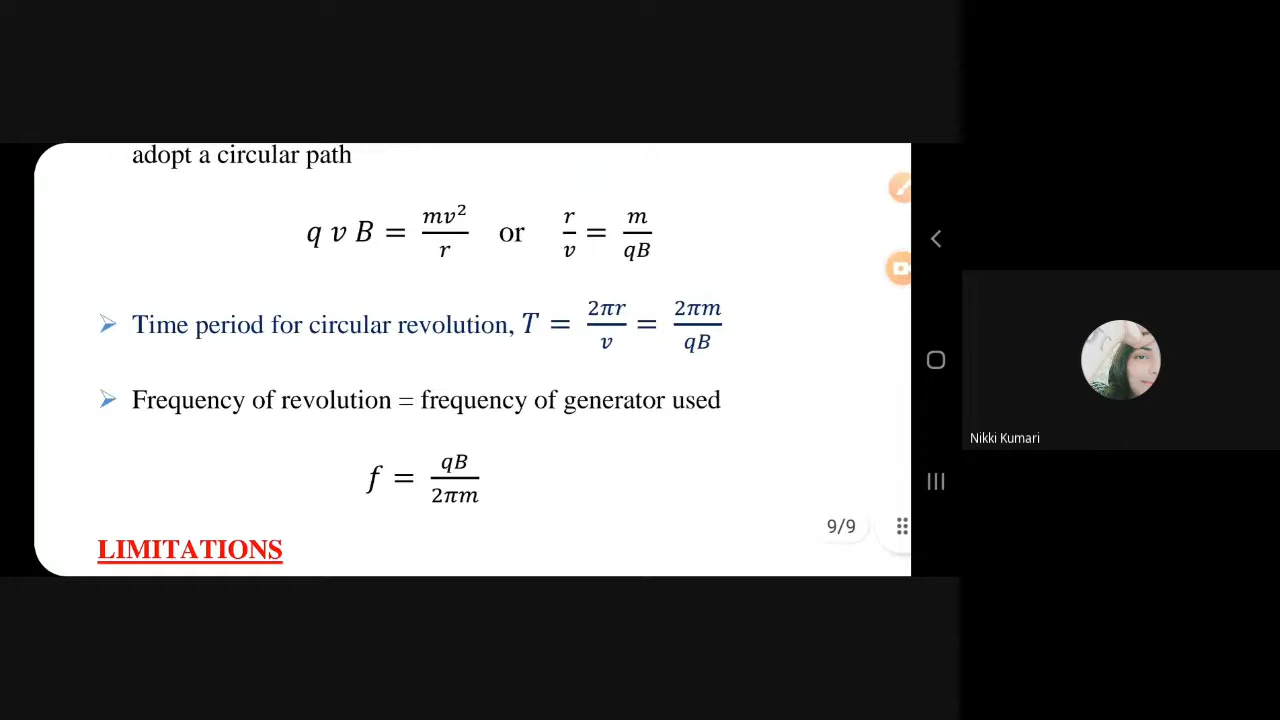 adopt a circular path
q v B = mv²/r or r/v = m/qB
➢ Time period for circular revolution, T = 2πr/v = 2πm/qB
➢ Frequency of revolution = frequency of generator used
f = qB/2πm
9/9
LIMITATIONS
Nikki Kumari